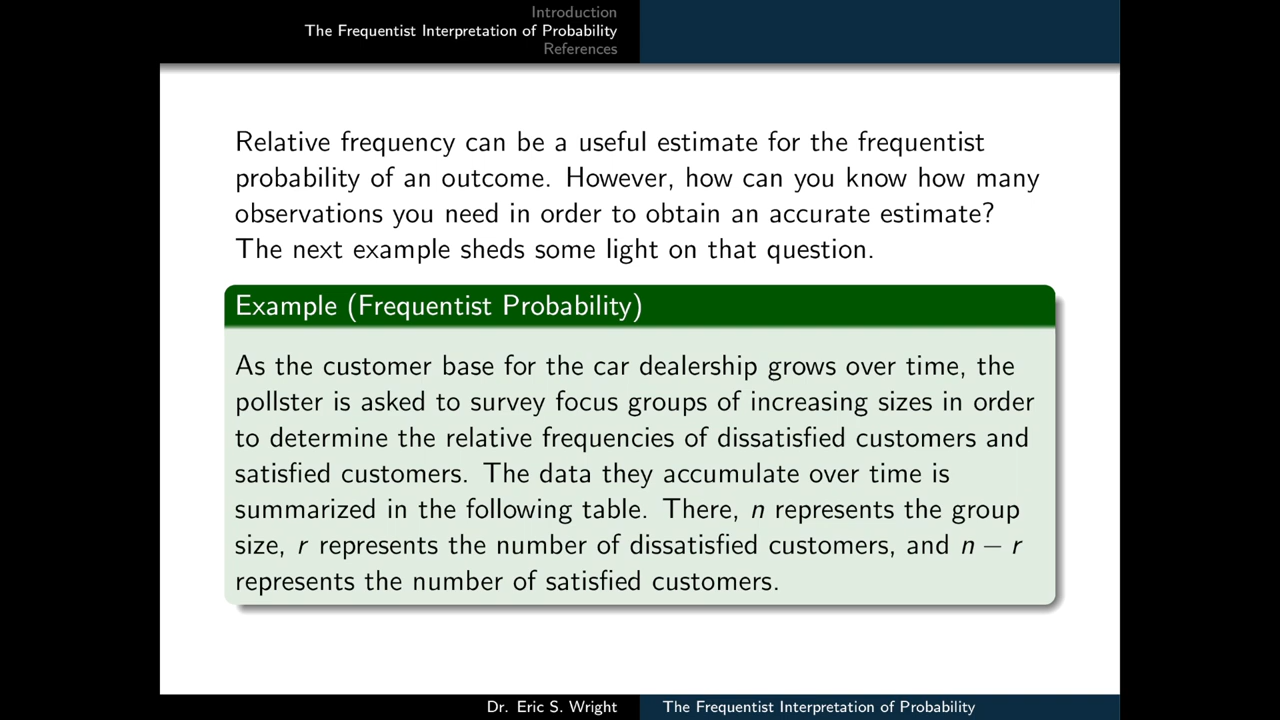 Introduction
The Frequentist Interpretation of Probability
References
Relative frequency can be a useful estimate for the frequentist
probability of an outcome. However, how can you know how many
observations you need in order to obtain an accurate estimate?
The next example sheds some light on that question.
Example (Frequentist Probability)
As the customer base for the car dealership grows over time, the
pollster is asked to survey focus groups of increasing sizes in order
to determine the relative frequencies of dissatisfied customers and
satisfied customers. The data they accumulate over time is
summarized in the following table. There, n represents the group
size, r represents the number of dissatisfied customers, and n − r
represents the number of satisfied customers.
Dr. Eric S. Wright
The Frequentist Interpretation of Probability